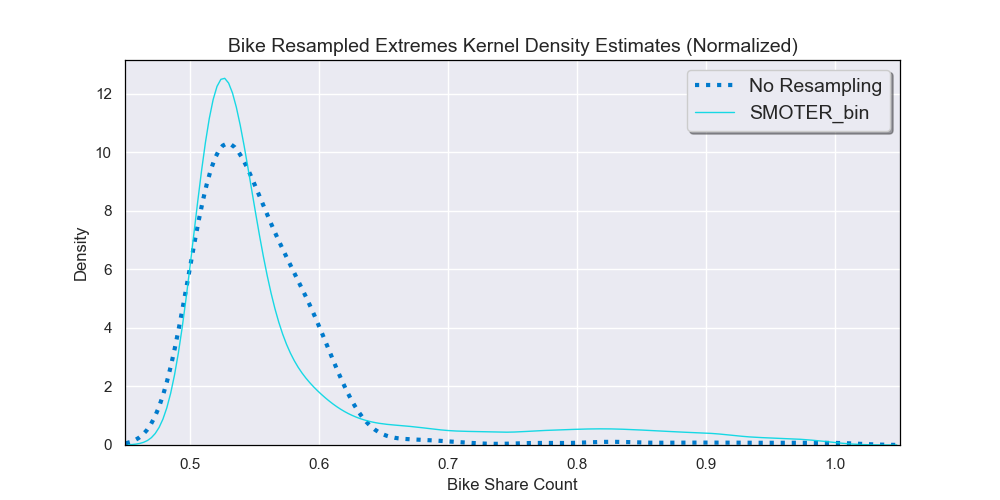 Bike Resampled Extremes Kernel Density Estimates (Normalized)
No Resampling
SMOTER_bin
Density
12
10
8
6
4
2
0
0.5 0.6 0.7 0.8 0.9 1.0
Bike Share Count